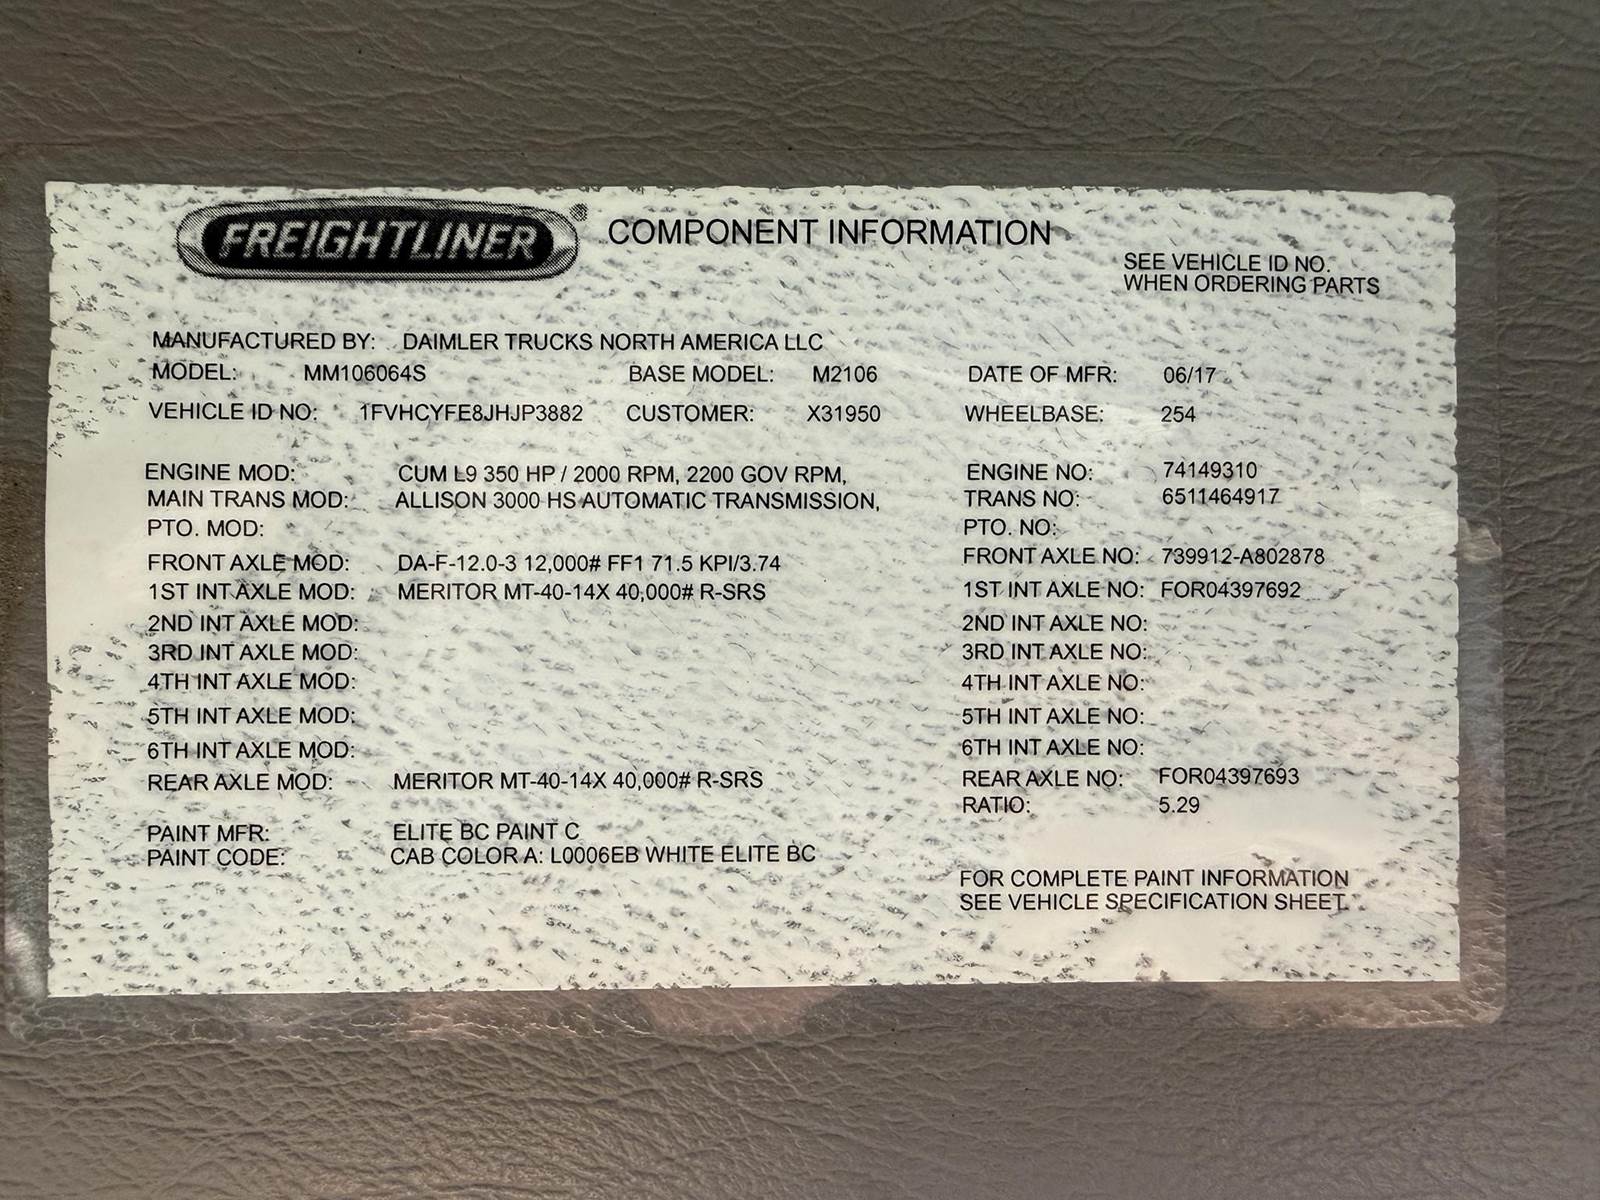 FREIGHTLINER® COMPONENT INFORMATION
SEE VEHICLE ID NO.
WHEN ORDERING PARTS
MANUFACTURED BY: DAIMLER TRUCKS NORTH AMERICA LLC
MODEL: MM106064S BASE MODEL: M2106 DATE OF MFR: 06/17
VEHICLE ID NO: 1FVHCYFE8JHJP3882 CUSTOMER: X31950 WHEELBASE: 254
ENGINE MOD: CUM L9 350 HP / 2000 RPM, 2200 GOV RPM, ENGINE NO: 74149310
MAIN TRANS MOD: ALLISON 3000 HS AUTOMATIC TRANSMISSION, TRANS NO: 6511464917
PTO. MOD: PTO. NO:
FRONT AXLE MOD: DA-F-12.0-3 12,000# FF1 71.5 KPI/3.74 FRONT AXLE NO: 739912-A802878
1ST INT AXLE MOD: MERITOR MT-40-14X 40,000# R-SRS 1ST INT AXLE NO: FOR04397692
2ND INT AXLE MOD: 2ND INT AXLE NO:
3RD INT AXLE MOD: 3RD INT AXLE NO:
4TH INT AXLE MOD: 4TH INT AXLE NO:
5TH INT AXLE MOD: 5TH INT AXLE NO:
6TH INT AXLE MOD: 6TH INT AXLE NO:
REAR AXLE MOD: MERITOR MT-40-14X 40,000# R-SRS REAR AXLE NO: FOR04397693
RATIO: 5.29
PAINT MFR: ELITE BC PAINT C
PAINT CODE: CAB COLOR A: L0006EB WHITE ELITE BC
FOR COMPLETE PAINT INFORMATION
SEE VEHICLE SPECIFICATION SHEET.